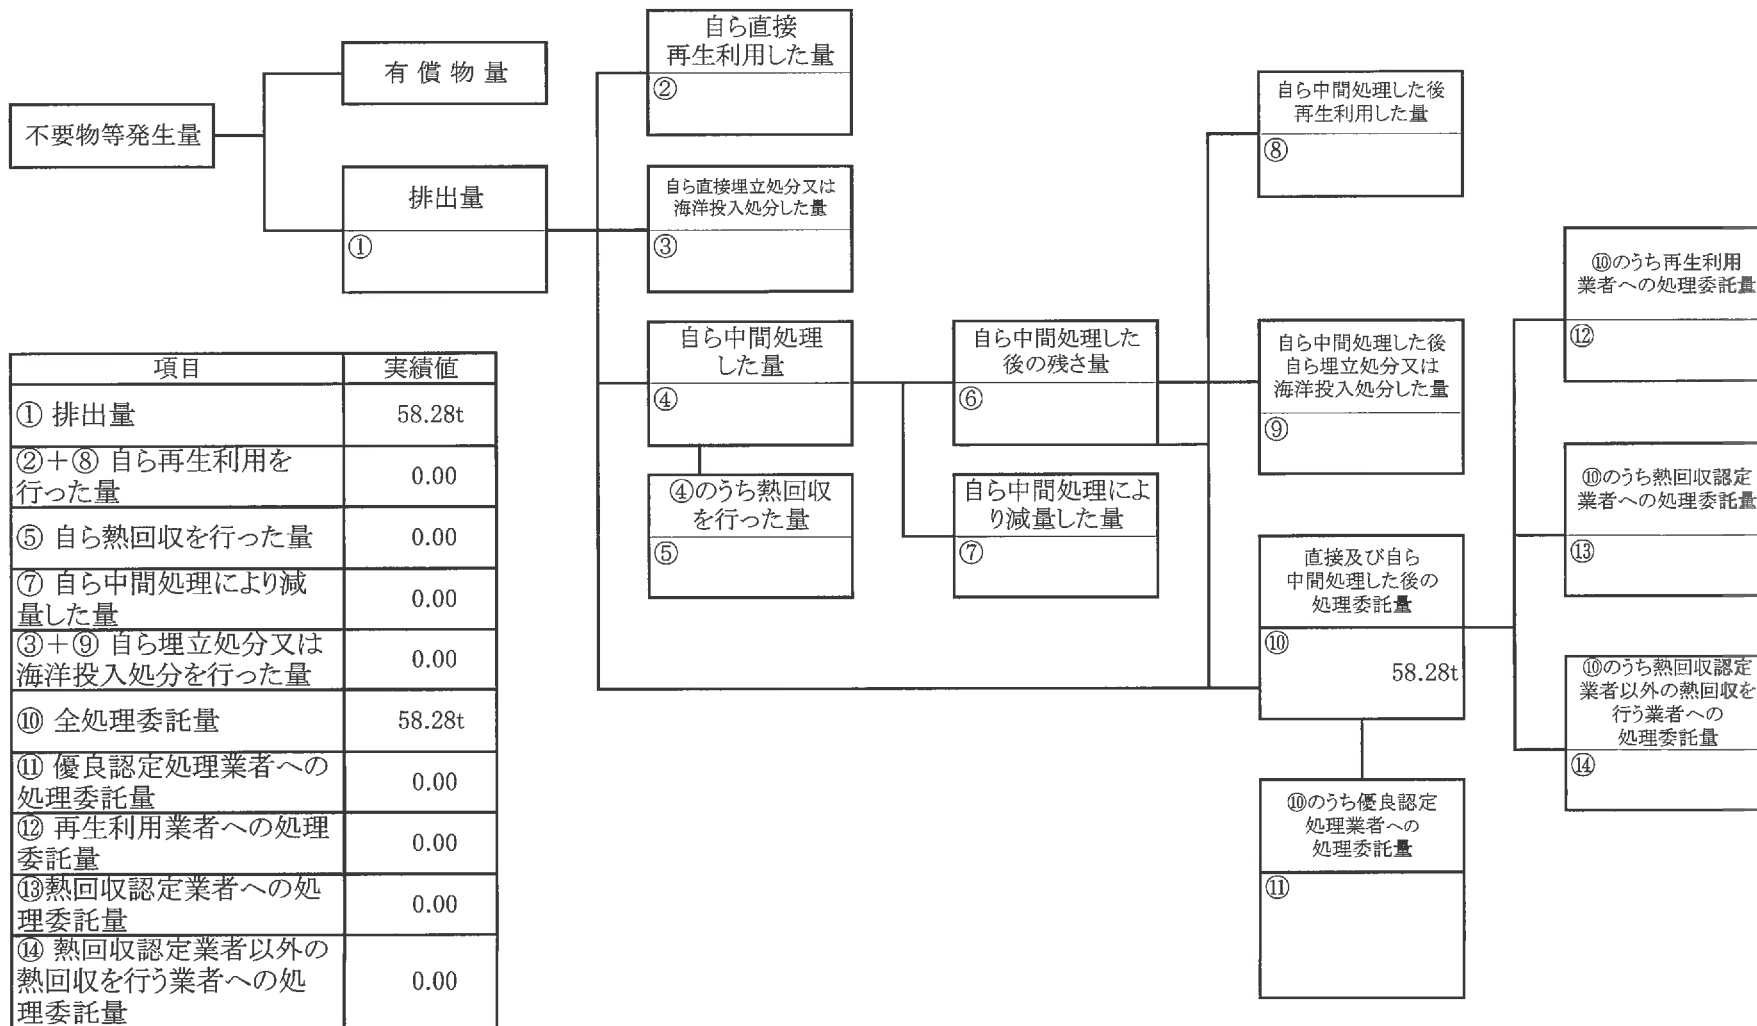 不要物等発生量
有償物量
排出量
①
自ら直接
再生利用した量
②
自ら直接埋立処分又は
海洋投入処分した量
③
自ら中間処理
した量
④
④のうち熱回収
を行った量
⑤
自ら中間処理した
後の残さ量
⑥
自ら中間処理によ
り減量した量
⑦
自ら中間処理した後
再生利用した量
⑧
自ら中間処理した後
自ら埋立処分又は
海洋投入処分した量
⑨
直接及び自ら
中間処理した後の
処理委託量
⑩
58.28t
⑩のうち優良認定
処理業者への
処理委託量
⑪
⑩のうち再生利用
業者への処理委託量
⑫
⑩のうち熱回収認定
業者への処理委託量
⑬
⑩のうち熱回収認定
業者以外の熱回収を
行う業者への
処理委託量
⑭
項目 実績値
① 排出量 58.28t
②+⑧ 自ら再生利用を
行った量 0.00
⑤ 自ら熱回収を行った量 0.00
⑦ 自ら中間処理により減
量した量 0.00
③+⑨ 自ら埋立処分又は
海洋投入処分を行った量 0.00
⑩ 全処理委託量 58.28t
⑪ 優良認定処理業者への
処理委託量 0.00
⑫ 再生利用業者への処理
委託量 0.00
⑬熱回収認定業者への処
理委託量 0.00
⑭ 熱回収認定業者以外の
熱回収を行う業者への処
理委託量 0.00